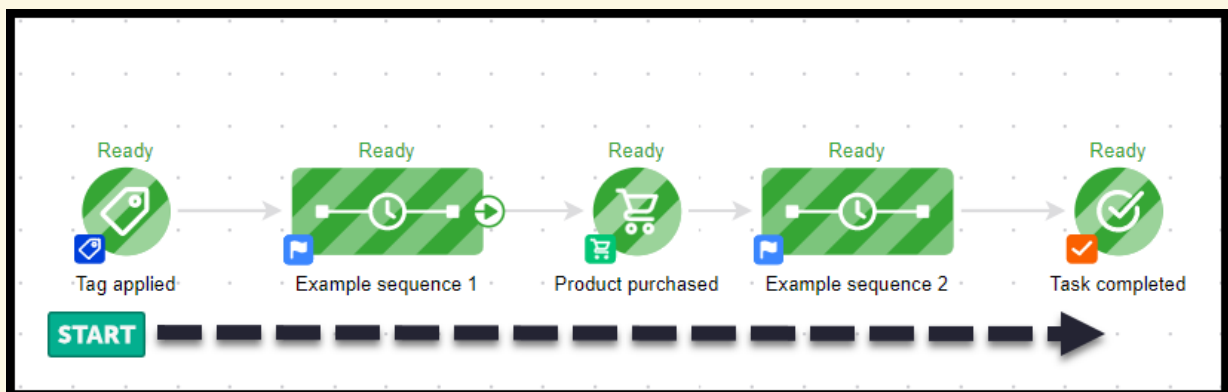 Ready Ready Ready Ready Ready
Tag applied Example sequence 1 Product purchased Example sequence 2 Task completed
START